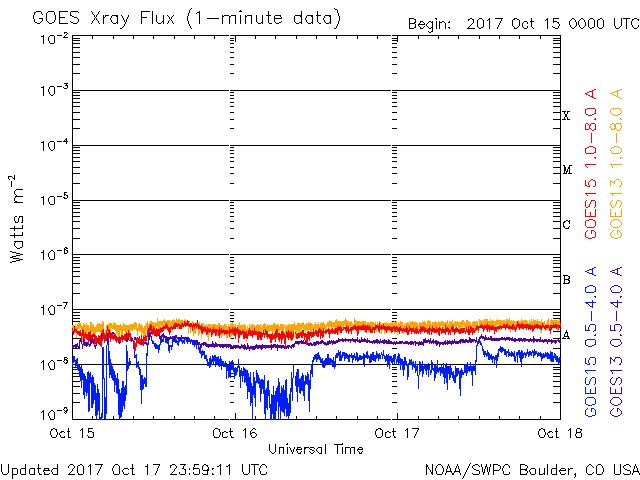 GOES Xray Flux (1-minute data)
Begin: 2017 Oct 15 0000 UTC
10⁻²
10⁻³
10⁻⁴
10⁻⁵
10⁻⁶
10⁻⁷
10⁻⁸
10⁻⁹
Watts m⁻²
X
M
C
B
A
GOES15 1.0-8.0 A
GOES13 1.0-8.0 A
GOES15 0.5-4.0 A
GOES13 0.5-4.0 A
Oct 15 Oct 16 Oct 17 Oct 18
Universal Time
Updated 2017 Oct 17 23:59:11 UTC
NOAA/SWPC Boulder, CO USA